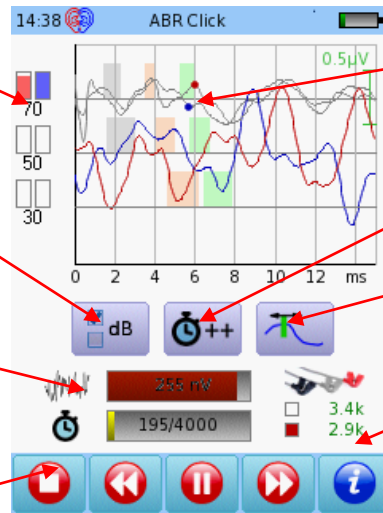 14:38 ABR Click
0.5µV
70
50
30
0 2 4 6 8 10 12 ms
dB ++
255 nV
195/4000
3.4k
2.9k
i